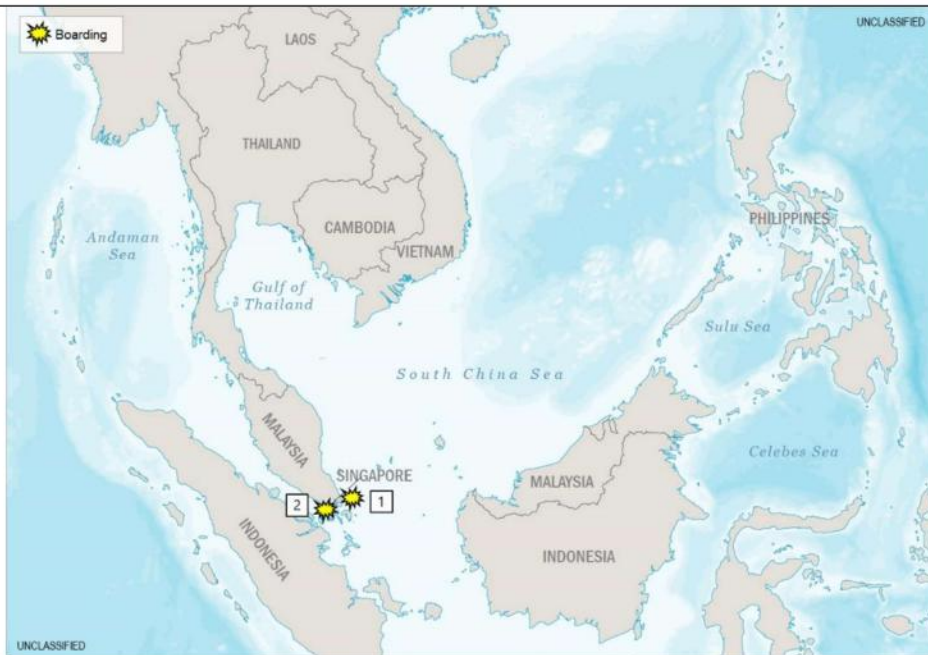 Boarding
UNCLASSIFIED
LAOS
THAILAND
PHILIPPINES
CAMBODIA
Andaman
Sea
VIETNAM
Gulf of
Thailand
Sulu Sea
South China Sea
MALAYSIA
Celebes Sea
SINGAPORE
MALAYSIA
2
1
INDONESIA
INDONESIA
UNCLASSIFIED